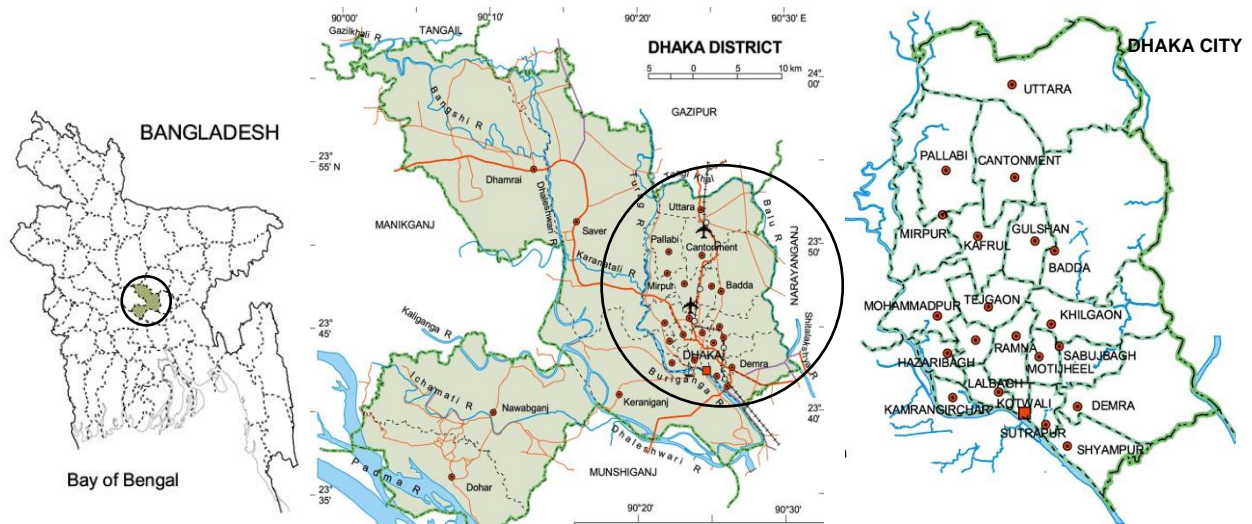 BANGLADESH
Bay of Bengal
90°00'
90°10'
90°20'
90°30' E
Gazilkhali R
TANGAIL
DHAKA DISTRICT
5 0 5 10 km
24°
00'
GAZIPUR
Bangshi R
23°
55' N
Dhamrai
Dhaleshwari R
Turag R
Tongi Khal
Balu R
Uttara
MANIKGANJ
Saver
Pallabi
Cantonment
23°
50'
Karanatali R
NARAYANGANJ
Mirpur
Badda
Kaliganga R
23°
45'
Shitalakshya R
DHAKA
Demra
Buriganga R
Ichamati R
Nawabganj
Keraniganj
23°
40'
Dhaleshwari R
Padma R
Dohar
MUNSHIGANJ
23°
35'
90°20'
90°30'
DHAKA CITY
UTTARA
PALLABI
CANTONMENT
MIRPUR
KAFRUL
GULSHAN
BADDA
MOHAMMADPUR
TEJGAON
KHILGAON
HAZARIBAGH
RAMNA
SABUJBAGH
MOTIJHEEL
LALBAGH
KAMRANGIRCHAR
KOTWALI
DEMRA
SUTRAPUR
SHYAMPUR